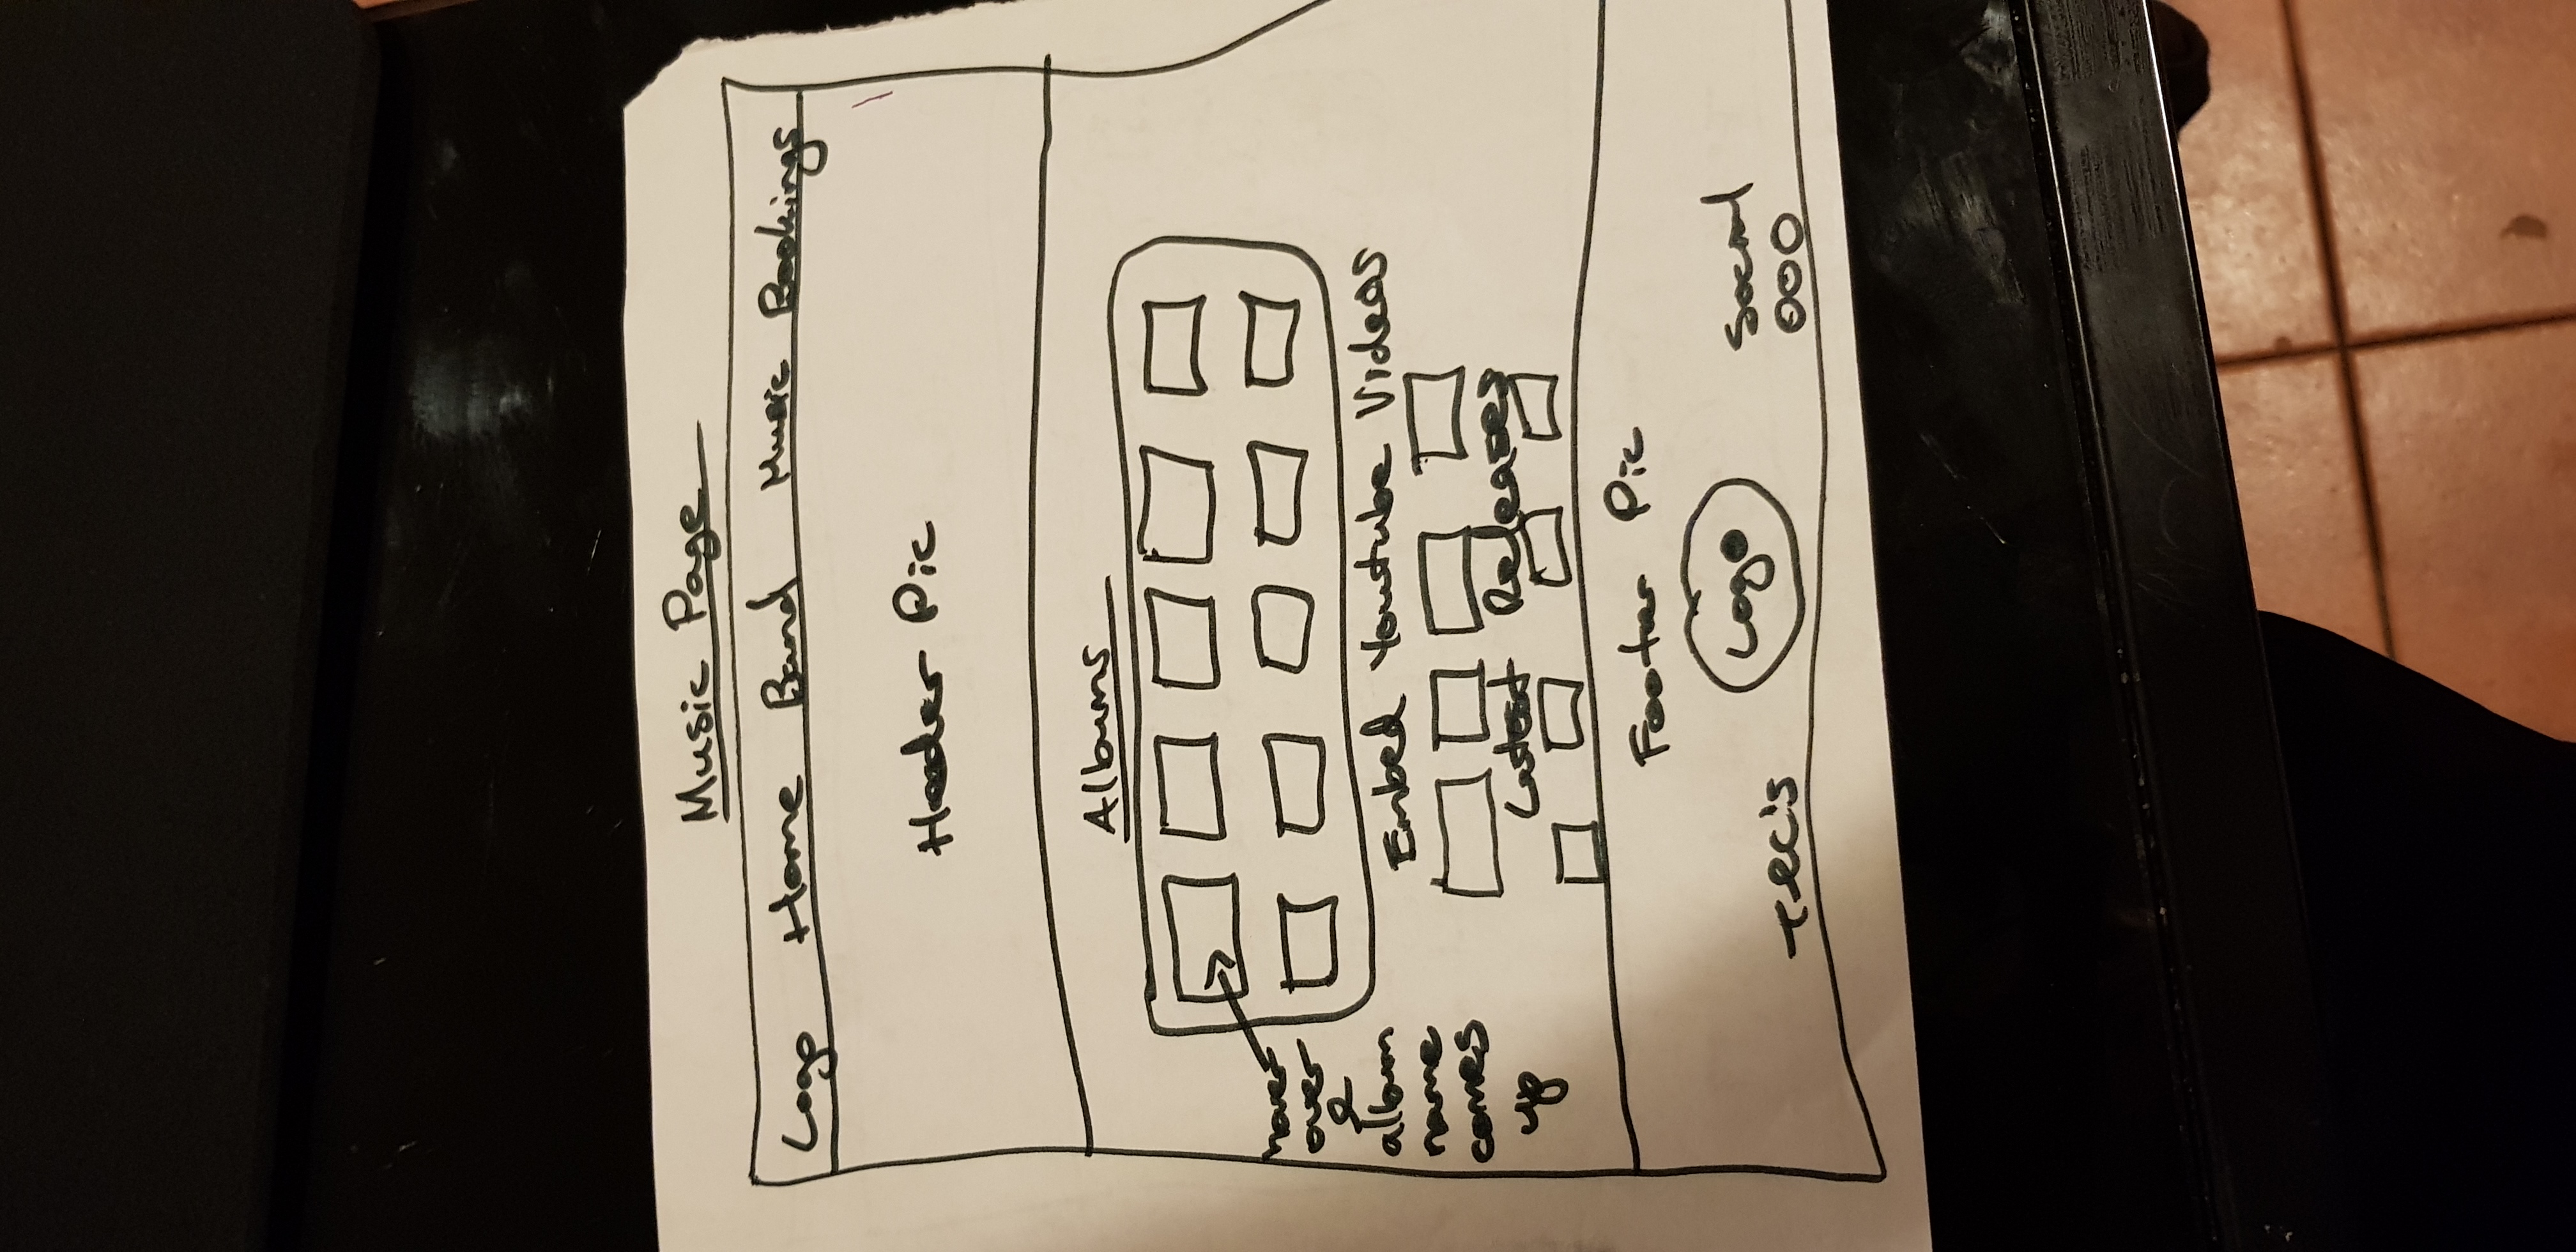 Music Page
Logo Home Band Music Bookings
Header Pic
Albums
hover
over
&
album
name
comes
up
Embed Youtube Videos
Latest Releases
Footer Pic
Logo
T&C's
Social